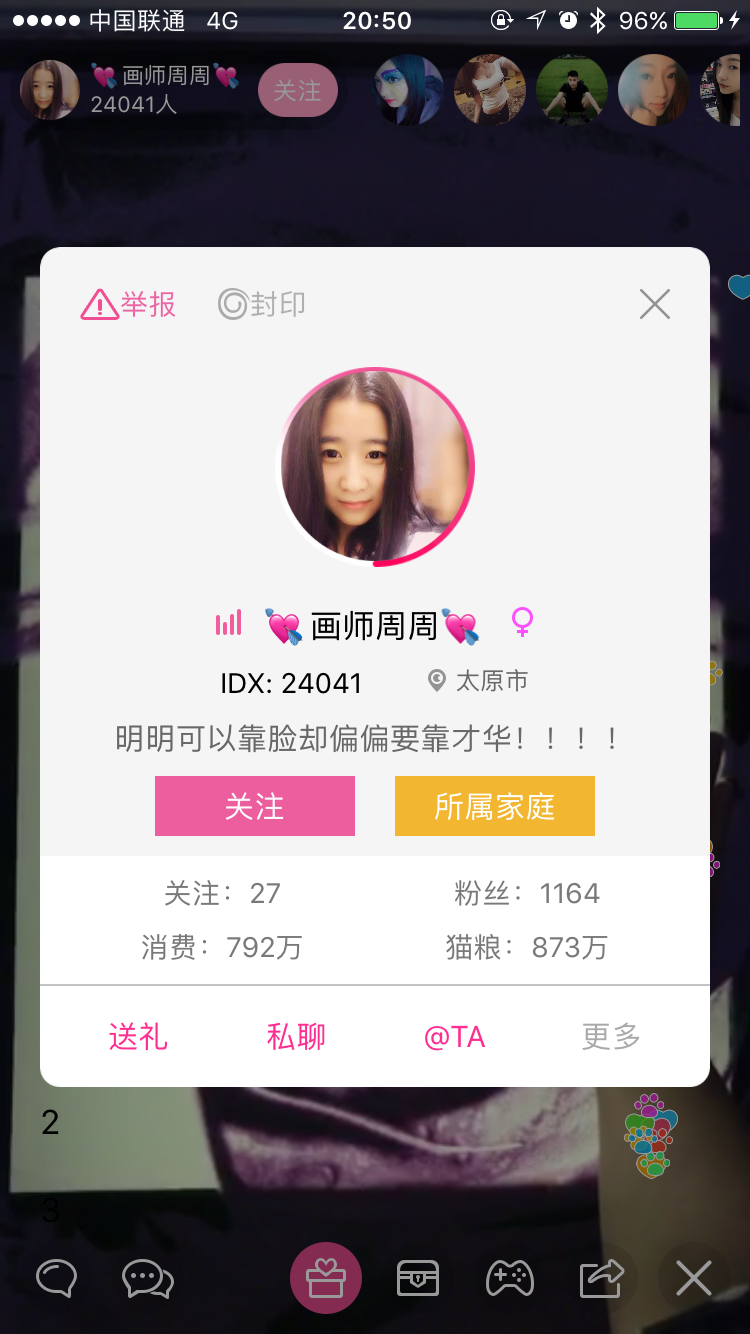 中国联通 4G 20:50 96%
💘画师周周💘
24041人
关注
举报 封印
💘画师周周💘
IDX: 24041 太原市
明明可以靠脸却偏偏要靠才华！！！！
关注 所属家庭
关注：27 粉丝：1164
消费：792万 猫粮：873万
送礼 私聊 @TA 更多
2
3